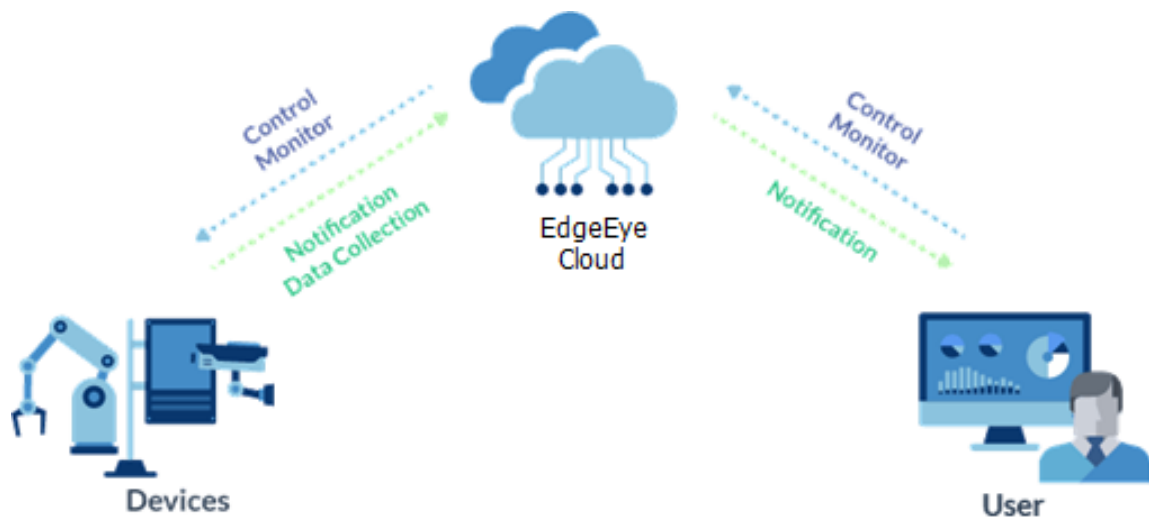 Control
Monitor
Notification
Data Collection
EdgeEye
Cloud
Control
Monitor
Notification
Devices
User